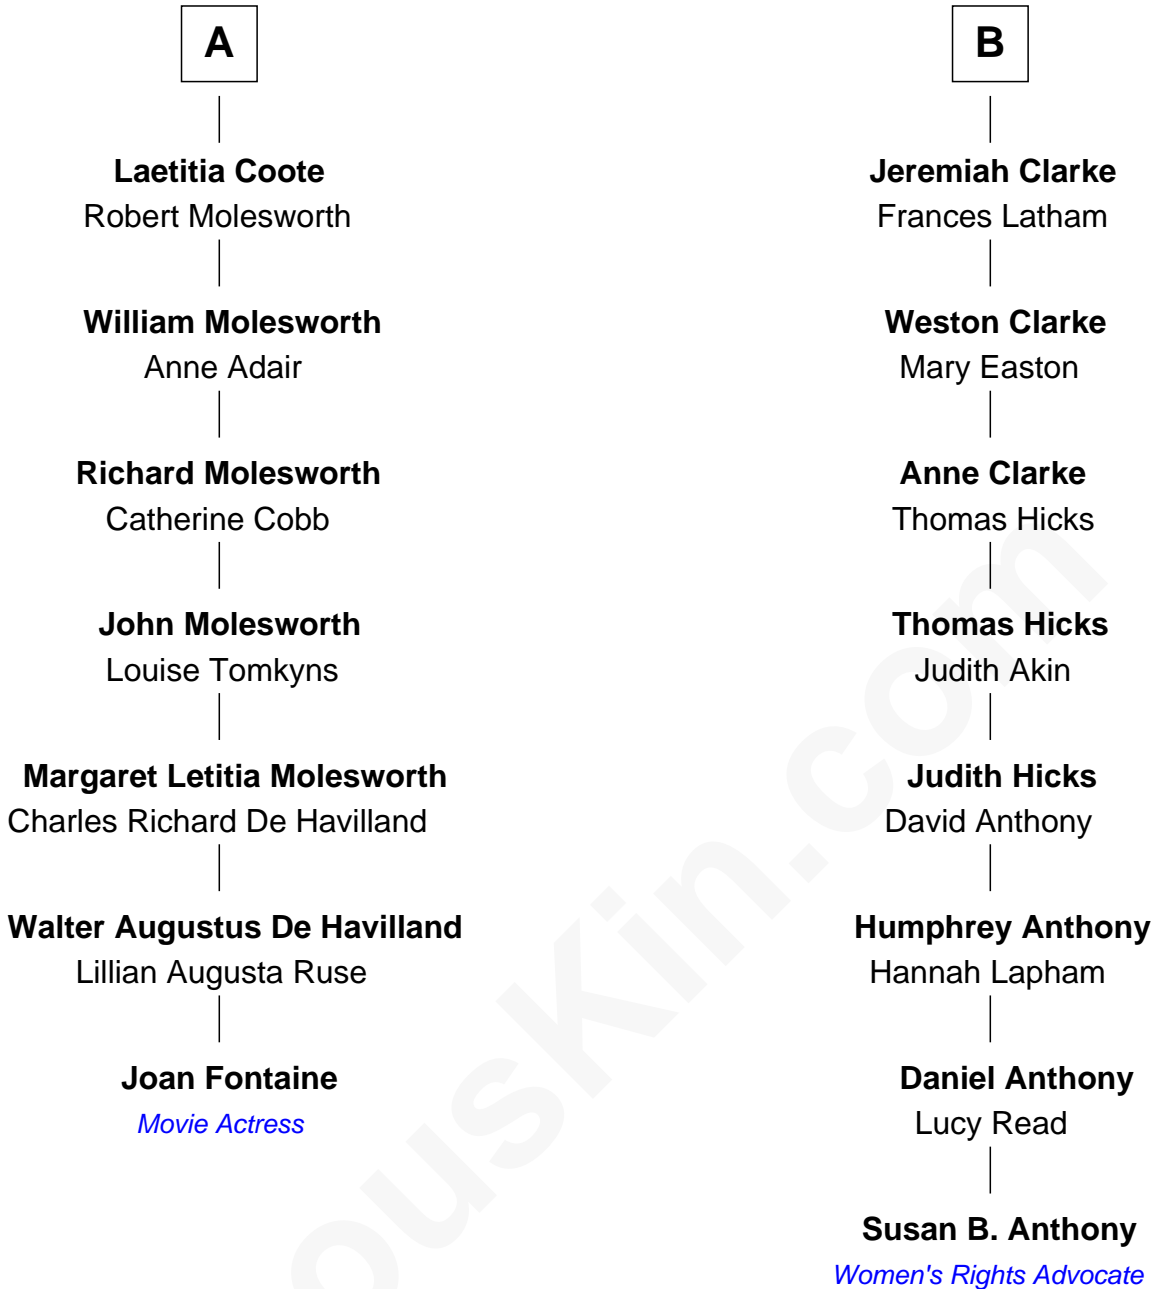 A
Laetitia Coote
Robert Molesworth
William Molesworth
Anne Adair
Richard Molesworth
Catherine Cobb
John Molesworth
Louise Tomkyns
Margaret Letitia Molesworth
Charles Richard De Havilland
Walter Augustus De Havilland
Lillian Augusta Ruse
Joan Fontaine
Movie Actress
B
Jeremiah Clarke
Frances Latham
Weston Clarke
Mary Easton
Anne Clarke
Thomas Hicks
Thomas Hicks
Judith Akin
Judith Hicks
David Anthony
Humphrey Anthony
Hannah Lapham
Daniel Anthony
Lucy Read
Susan B. Anthony
Women's Rights Advocate
ousKin.com